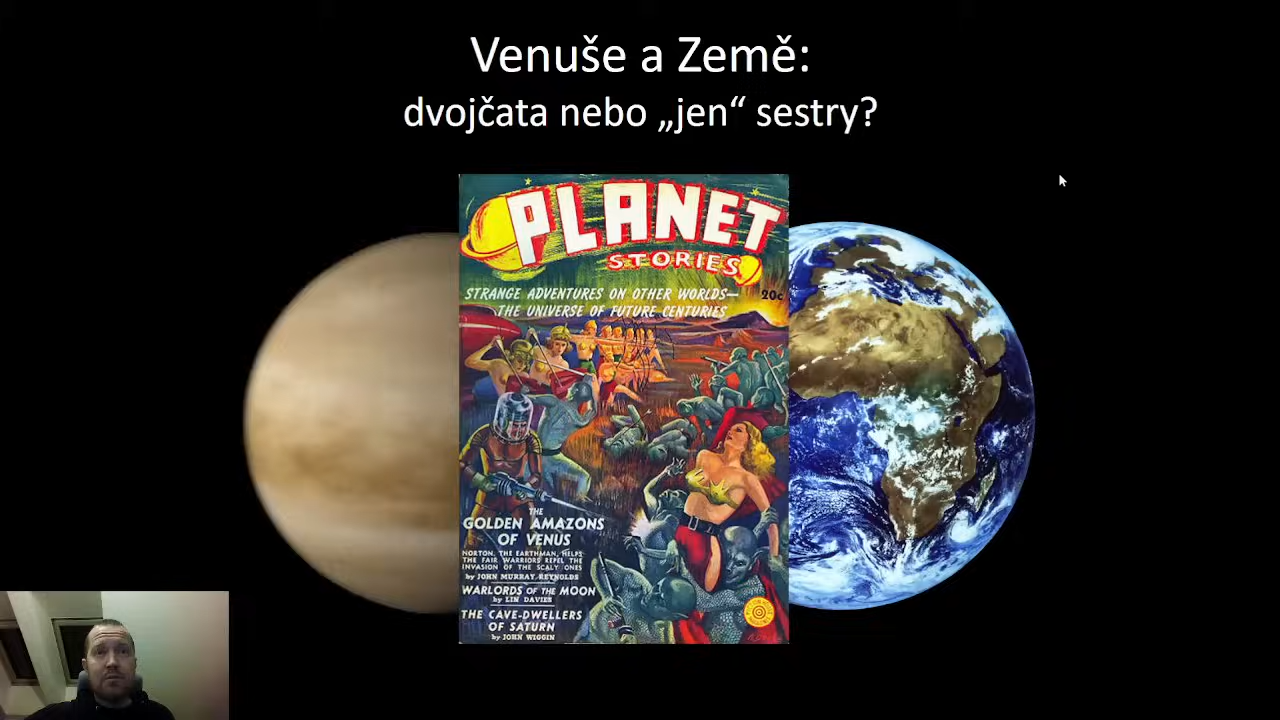 Venuše a Země:
dvojčata nebo „jen“ sestry?
PLANET
STORIES
STRANGE ADVENTURES ON OTHER WORLDS—
20c
THE UNIVERSE OF FUTURE CENTURIES
THE
GOLDEN AMAZONS
OF VENUS
NORTON, THE EARTHMAN, HELPS
THE FAIR WARRIORS REPEL THE
INVASION OF THE SCALY ONES
by JOHN MURRAY REYNOLDS
WARLORDS OF THE MOON
by LIN DAVIES
THE CAVE-DWELLERS
OF SATURN
by JOHN WIGGIN